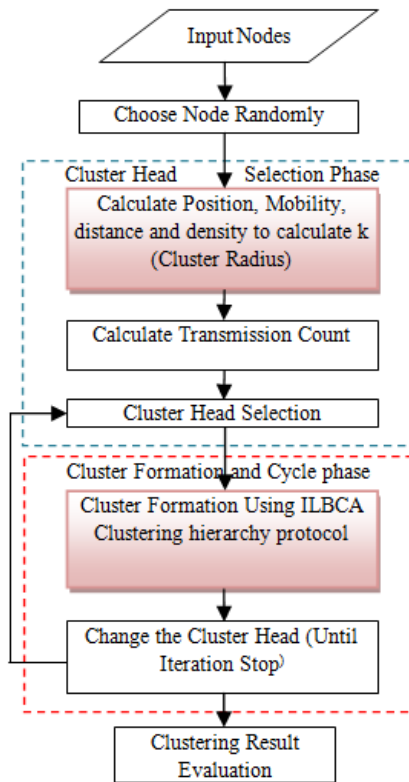 Input Nodes
Choose Node Randomly
Cluster Head Selection Phase
Calculate Position, Mobility,
distance and density to calculate k
(Cluster Radius)
Calculate Transmission Count
Cluster Head Selection
Cluster Formation and Cycle phase
Cluster Formation Using ILBCA
Clustering hierarchy protocol
Change the Cluster Head (Until
Iteration Stop)
Clustering Result
Evaluation